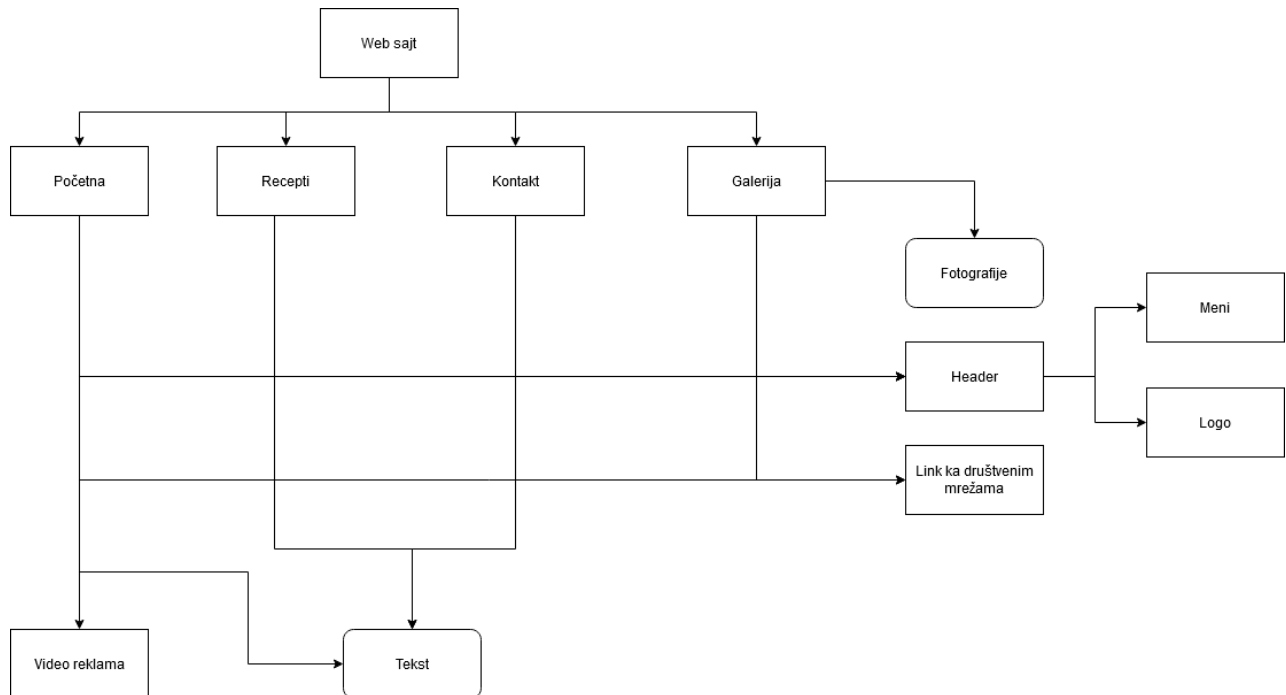 Web sajt
Početna
Recepti
Kontakt
Galerija
Fotografije
Meni
Header
Logo
Link ka društvenim
mrežama
Video reklama
Tekst